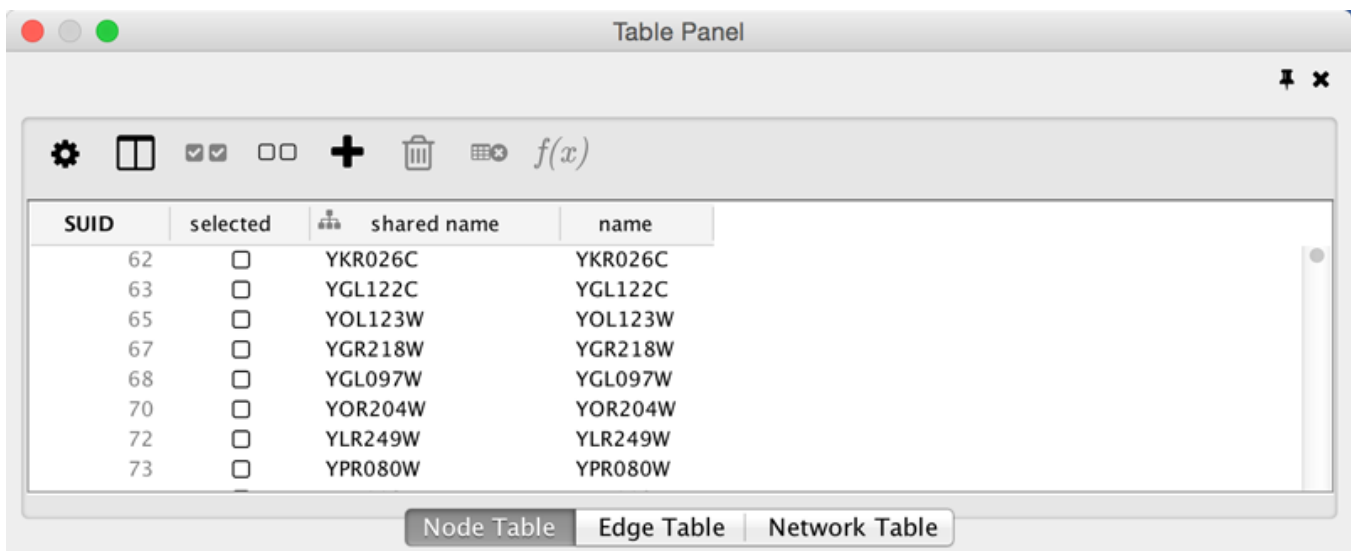 Table Panel
f(x)
SUID selected shared name name
62 YKR026C YKR026C
63 YGL122C YGL122C
65 YOL123W YOL123W
67 YGR218W YGR218W
68 YGL097W YGL097W
70 YOR204W YOR204W
72 YLR249W YLR249W
73 YPR080W YPR080W
Node Table Edge Table Network Table